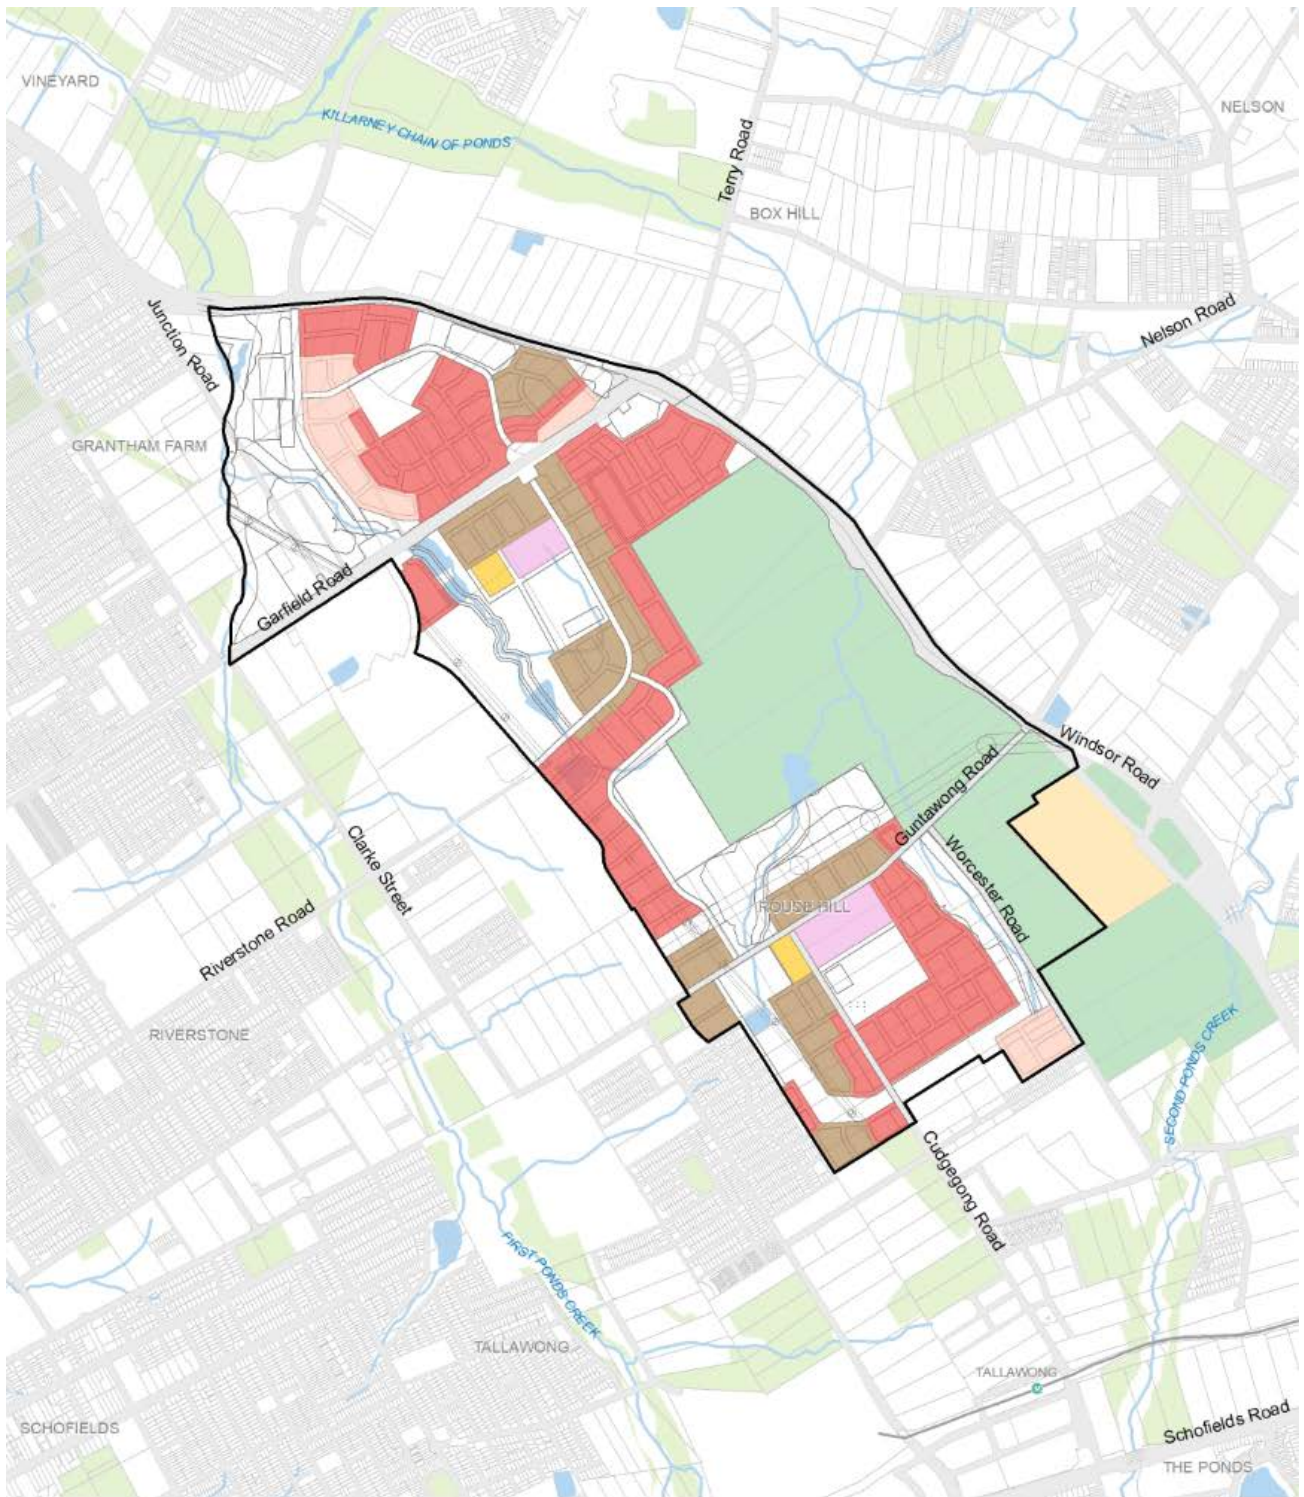 VINEYARD
KILLARNEY CHAIN OF PONDS
NELSON
Terry Road
BOX HILL
Junction Road
Nelson Road
GRANTHAM FARM
Garfield Road
Windsor Road
Guntawong Road
Clarke Street
Worcester Road
ROUSE HILL
Riverstone Road
RIVERSTONE
SECOND PONDS CREEK
Cudgegong Road
FIRST PONDS CREEK
TALLAWONG
TALLAWONG
M
SCHOFIELDS
Schofields Road
THE PONDS